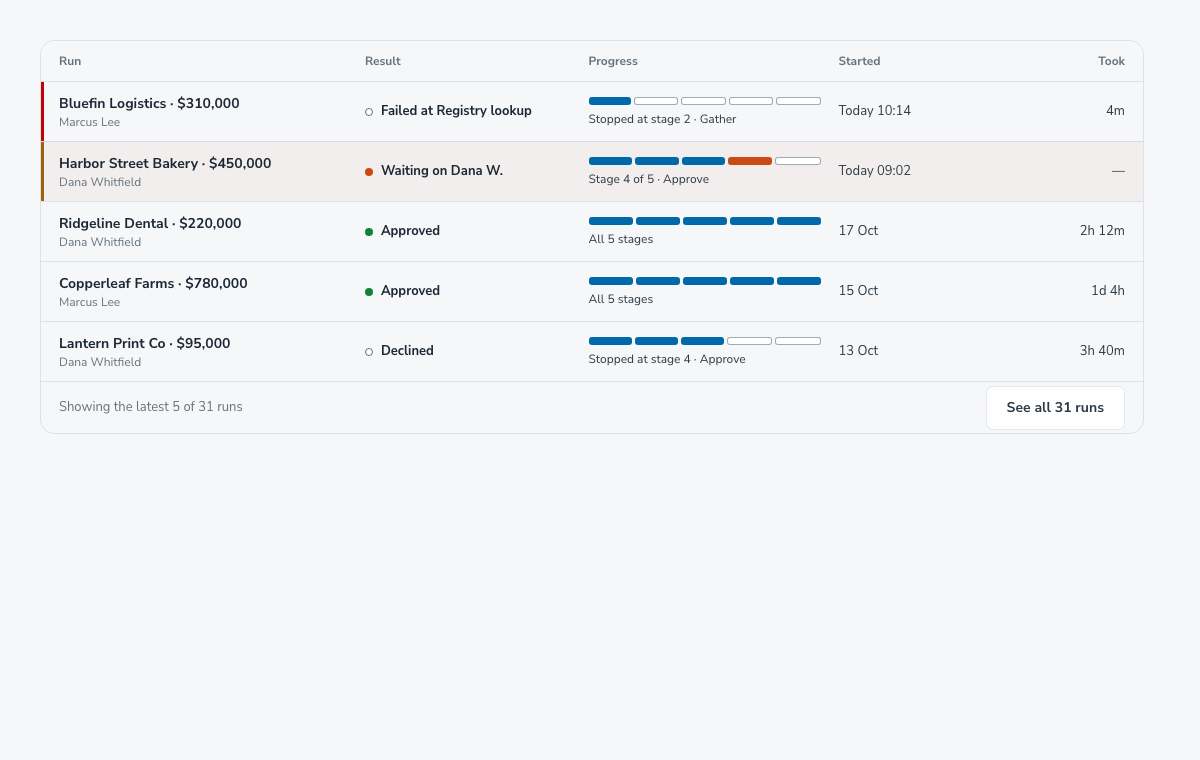 Run Result Progress Started Took
Bluefin Logistics · $310,000
Marcus Lee
Failed at Registry lookup
Stopped at stage 2 · Gather
Today 10:14
4m
Harbor Street Bakery · $450,000
Dana Whitfield
Waiting on Dana W.
Stage 4 of 5 · Approve
Today 09:02
—
Ridgeline Dental · $220,000
Dana Whitfield
Approved
All 5 stages
17 Oct
2h 12m
Copperleaf Farms · $780,000
Marcus Lee
Approved
All 5 stages
15 Oct
1d 4h
Lantern Print Co · $95,000
Dana Whitfield
Declined
Stopped at stage 4 · Approve
13 Oct
3h 40m
Showing the latest 5 of 31 runs
See all 31 runs